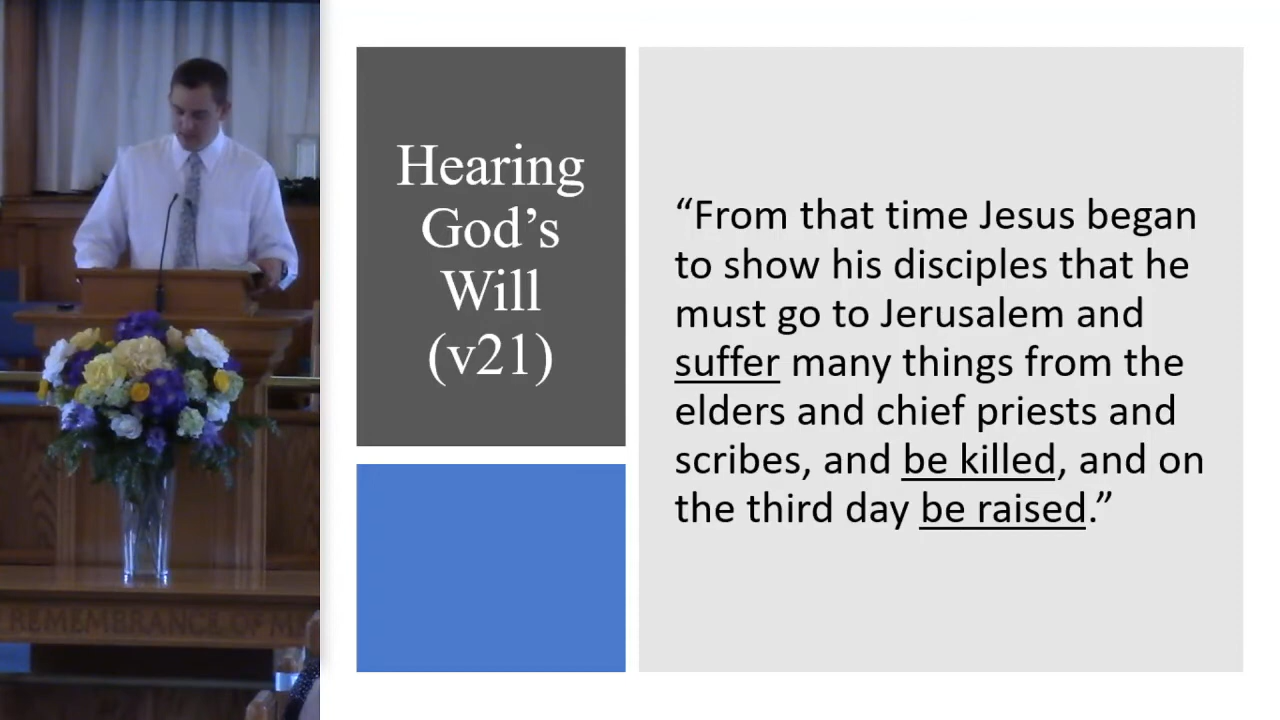 Hearing
God’s
Will
(v21)
“From that time Jesus began
to show his disciples that he
must go to Jerusalem and
suffer many things from the
elders and chief priests and
scribes, and be killed, and on
the third day be raised.”
REMEMBRANCE OF